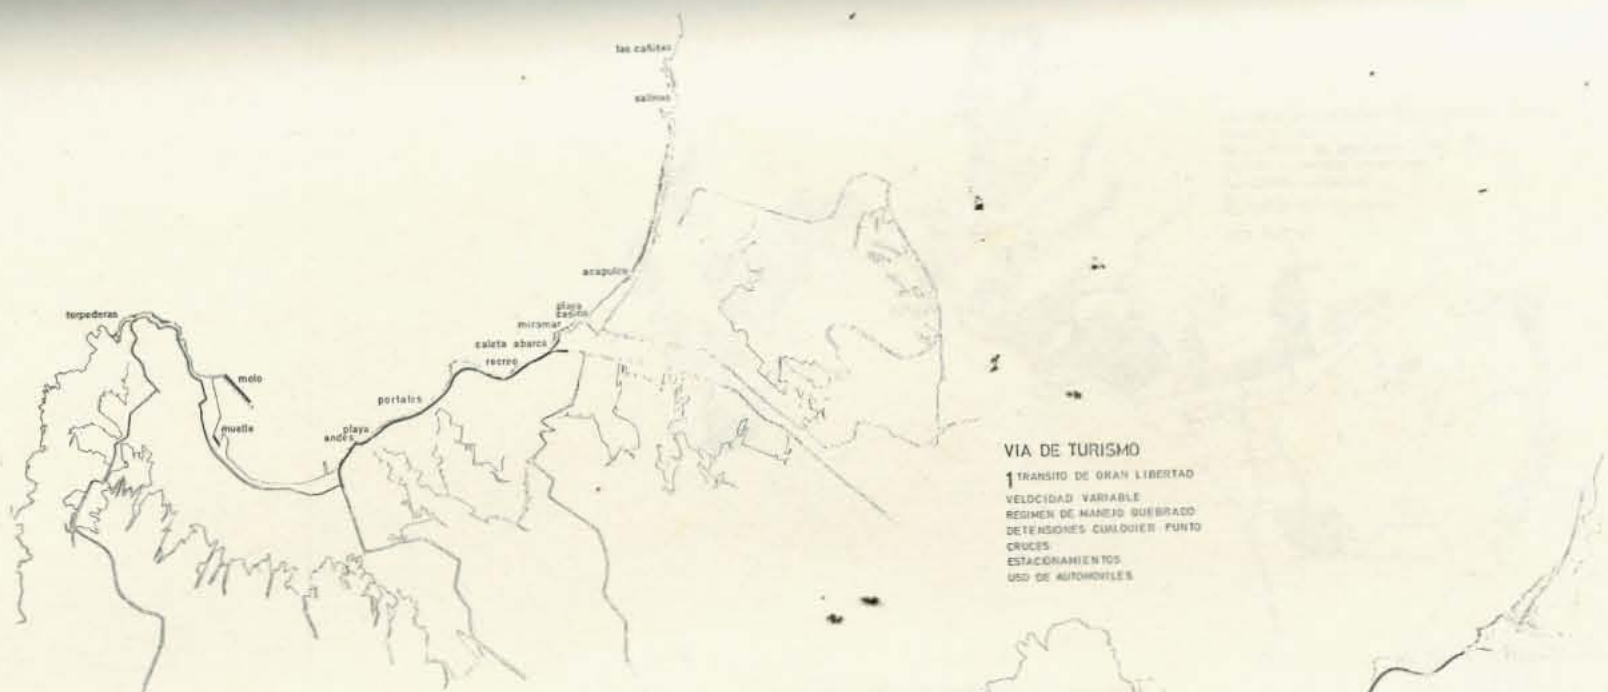 las cañitas
salinas
acapulco
playa
casino
miramar
caleta abarca
recreo
torpederas
molo
portales
muelle
playa
andes
VIA DE TURISMO
1 TRANSITO DE GRAN LIBERTAD
VELOCIDAD VARIABLE
REGIMEN DE MANEJO QUEBRADO
DETENSIONES CUALQUIER PUNTO
CRUCES
ESTACIONAMIENTOS
USO DE AUTOMOVILES